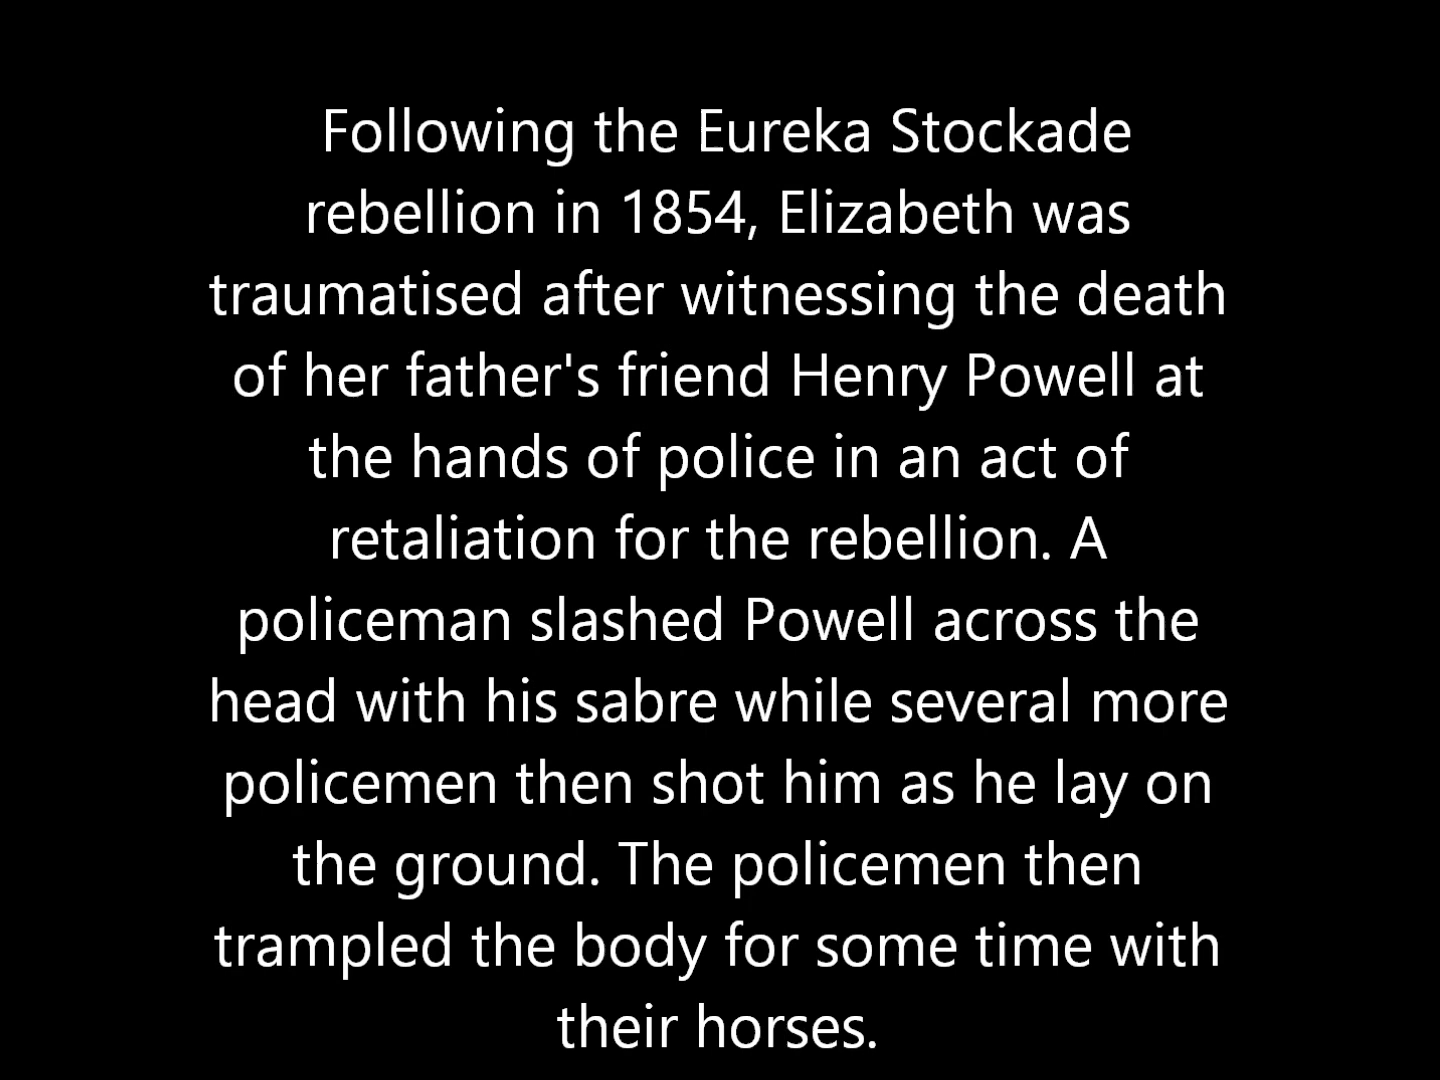 Following the Eureka Stockade
rebellion in 1854, Elizabeth was
traumatised after witnessing the death
of her father's friend Henry Powell at
the hands of police in an act of
retaliation for the rebellion. A
policeman slashed Powell across the
head with his sabre while several more
policemen then shot him as he lay on
the ground. The policemen then
trampled the body for some time with
their horses.